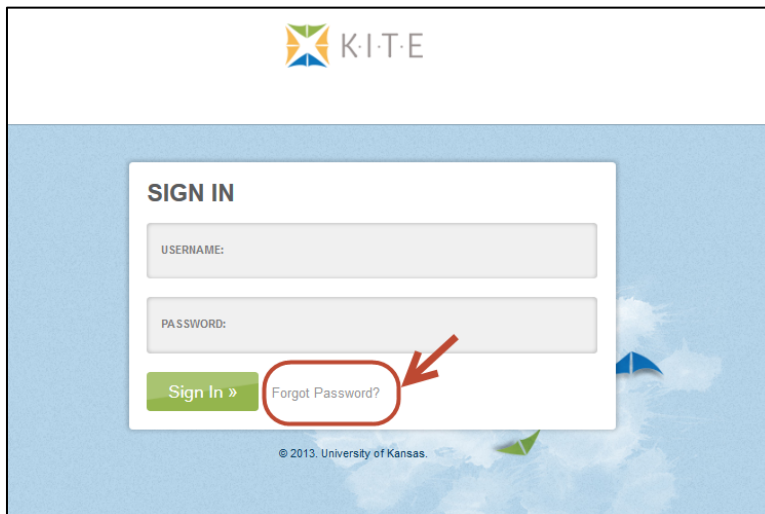 K·I·T·E
SIGN IN
USERNAME:
PASSWORD:
Sign In » Forgot Password?
© 2013. University of Kansas.